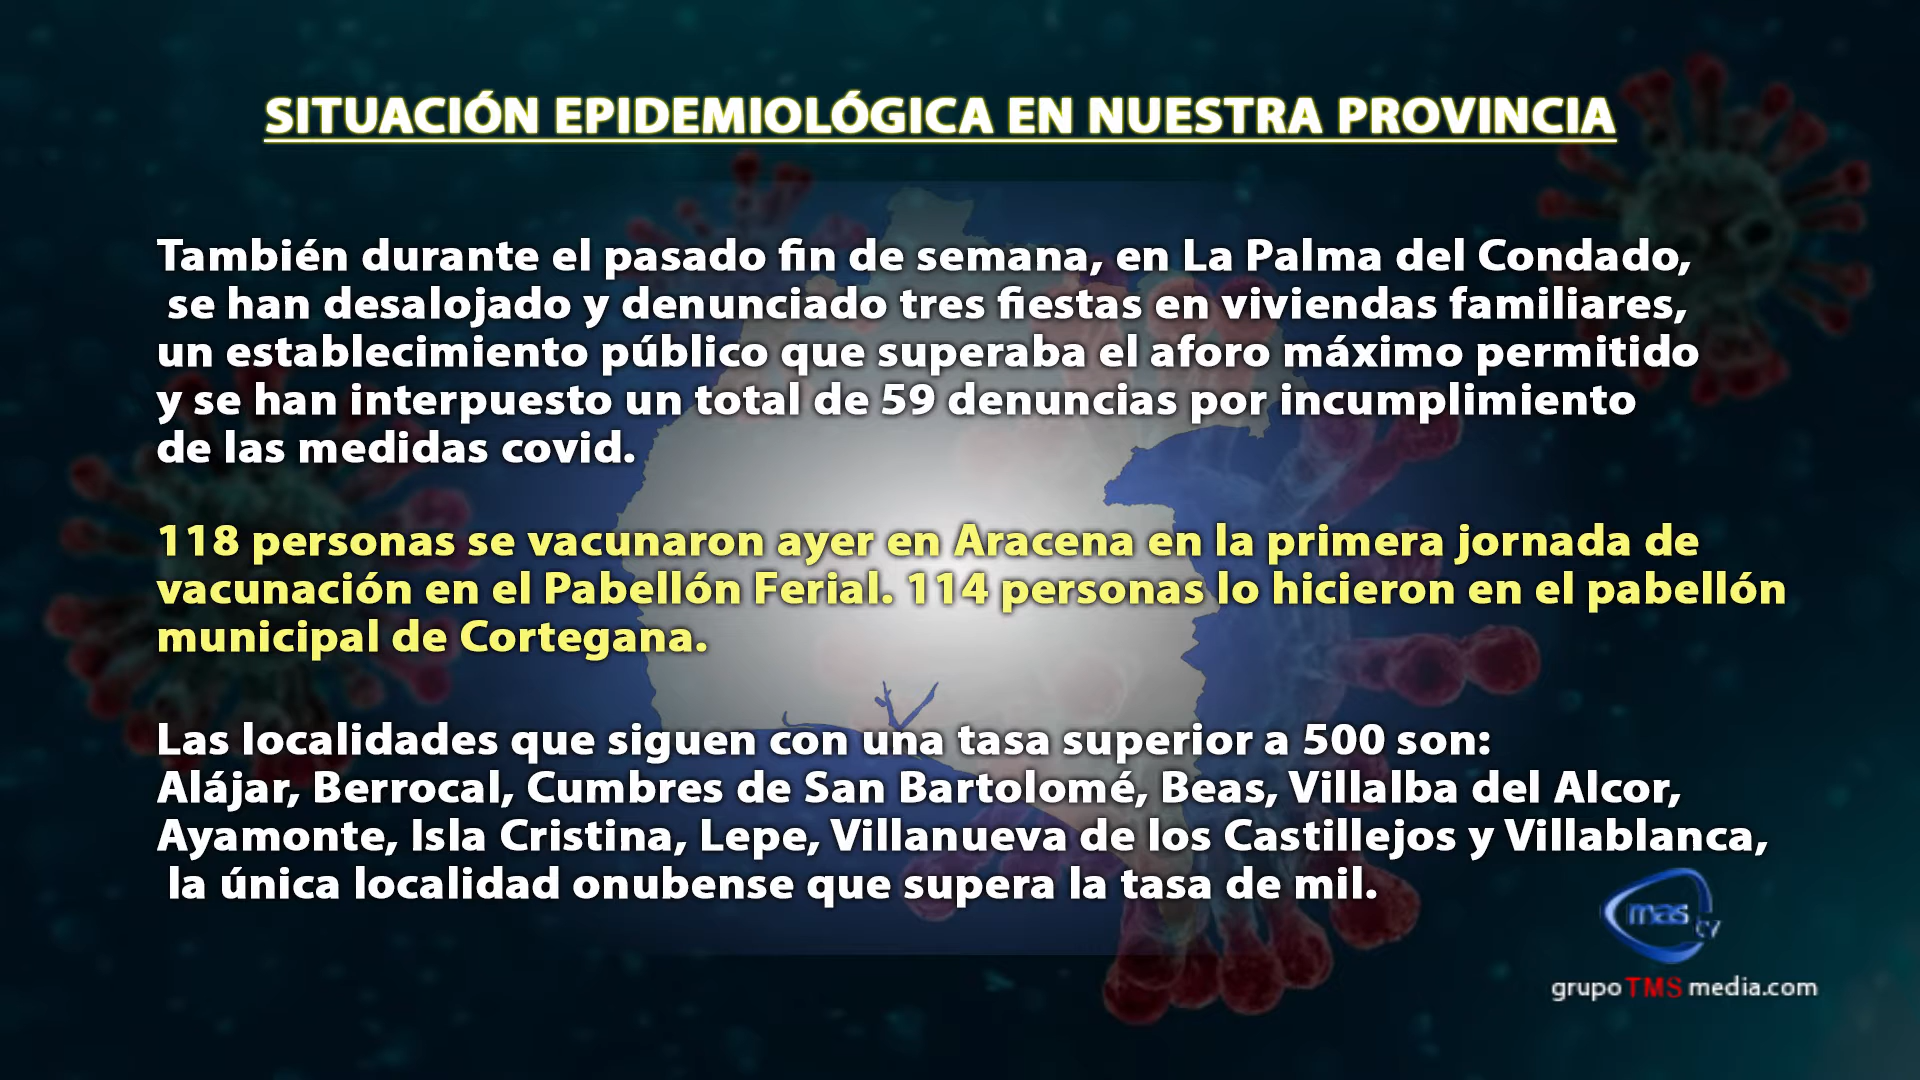 SITUACIÓN EPIDEMIOLÓGICA EN NUESTRA PROVINCIA
También durante el pasado fin de semana, en La Palma del Condado,
se han desalojado y denunciado tres fiestas en viviendas familiares,
un establecimiento público que superaba el aforo máximo permitido
y se han interpuesto un total de 59 denuncias por incumplimiento
de las medidas covid.
118 personas se vacunaron ayer en Aracena en la primera jornada de
vacunación en el Pabellón Ferial. 114 personas lo hicieron en el pabellón
municipal de Cortegana.
Las localidades que siguen con una tasa superior a 500 son:
Alájar, Berrocal, Cumbres de San Bartolomé, Beas, Villalba del Alcor,
Ayamonte, Isla Cristina, Lepe, Villanueva de los Castillejos y Villablanca,
la única localidad onubense que supera la tasa de mil.
mas tv
grupoTMSmedia.com